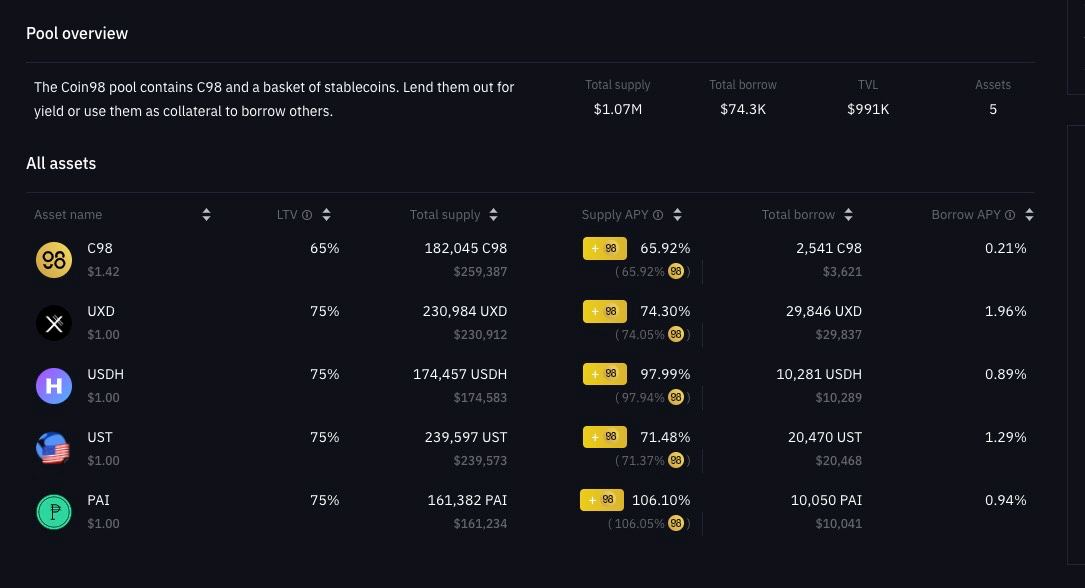 Pool overview
The Coin98 pool contains C98 and a basket of stablecoins. Lend them out for
yield or use them as collateral to borrow others.
Total supply Total borrow TVL Assets
$1.07M $74.3K $991K 5
All assets
Asset name LTV Total supply Supply APY Total borrow Borrow APY
C98 65% 182,045 C98 + 98 65.92% 2,541 C98 0.21%
$1.42 $259,387 (65.92% 98) $3,621
UXD 75% 230,984 UXD + 98 74.30% 29,846 UXD 1.96%
$1.00 $230,912 (74.05% 98) $29,837
H USDH 75% 174,457 USDH + 98 97.99% 10,281 USDH 0.89%
$1.00 $174,583 (97.94% 98) $10,289
UST 75% 239,597 UST + 98 71.48% 20,470 UST 1.29%
$1.00 $239,573 (71.37% 98) $20,468
PAI 75% 161,382 PAI + 98 106.10% 10,050 PAI 0.94%
$1.00 $161,234 (106.05% 98) $10,041